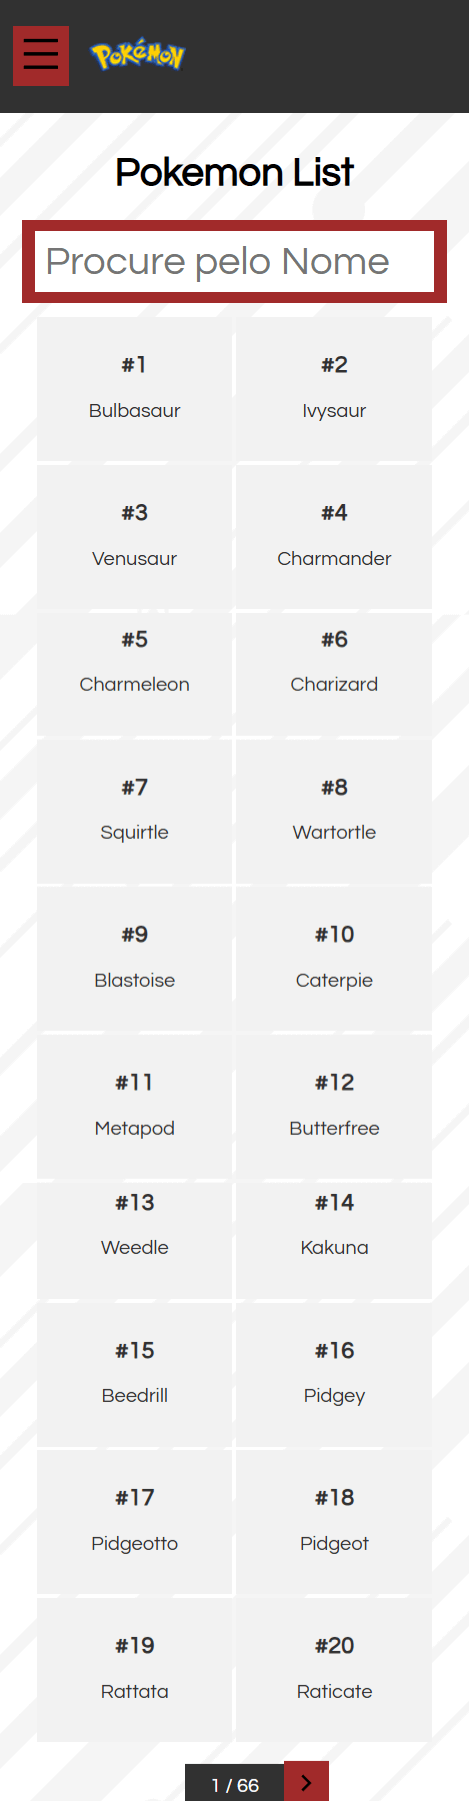 Pokémon
Pokemon List
Procure pelo Nome
#1 #2
Bulbasaur Ivysaur
#3 #4
Venusaur Charmander
#5 #6
Charmeleon Charizard
#7 #8
Squirtle Wartortle
#9 #10
Blastoise Caterpie
#11 #12
Metapod Butterfree
#13 #14
Weedle Kakuna
#15 #16
Beedrill Pidgey
#17 #18
Pidgeotto Pidgeot
#19 #20
Rattata Raticate
1 / 66